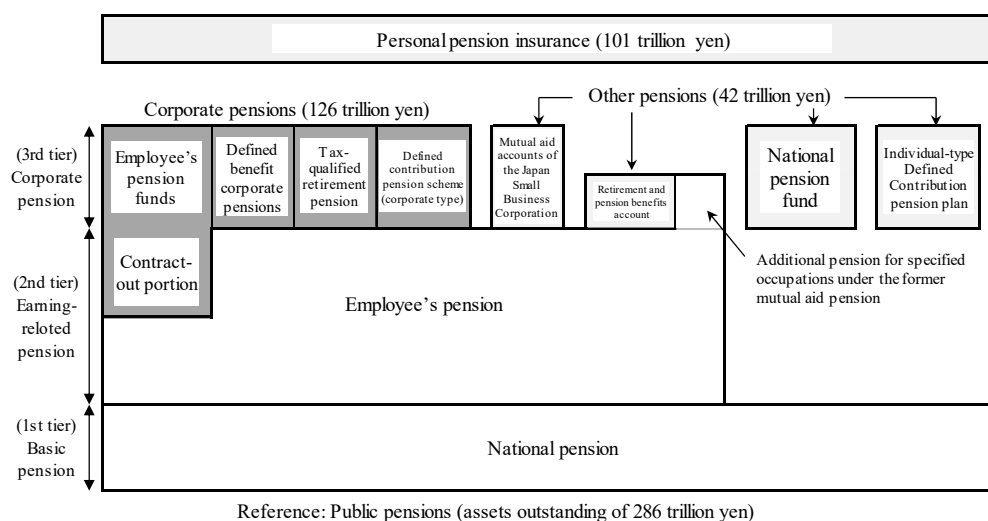 Personal pension insurance (101 trillion yen)
Corporate pensions (126 trillion yen)
Other pensions (42 trillion yen)
(3rd tier)
Corporate
pension
Employee's
pension
funds
Defined
benefit
corporate
pensions
Tax-
qualified
retirement
pension
Defined
contribution
pension scheme
(corporate type)
Mutual aid
accounts of
the Japan
Small
Business
Corporation
Retirement and
pension benefits
account
National
pension
fund
Individual-type
Defined
Contribution
pension plan
(2nd tier)
Earning-
reloted
pension
Contract-
out portion
Employee's pension
Additional pension for specified
occupations under the former
mutual aid pension
(1st tier)
Basic
pension
National pension
Reference: Public pensions (assets outstanding of 286 trillion yen)